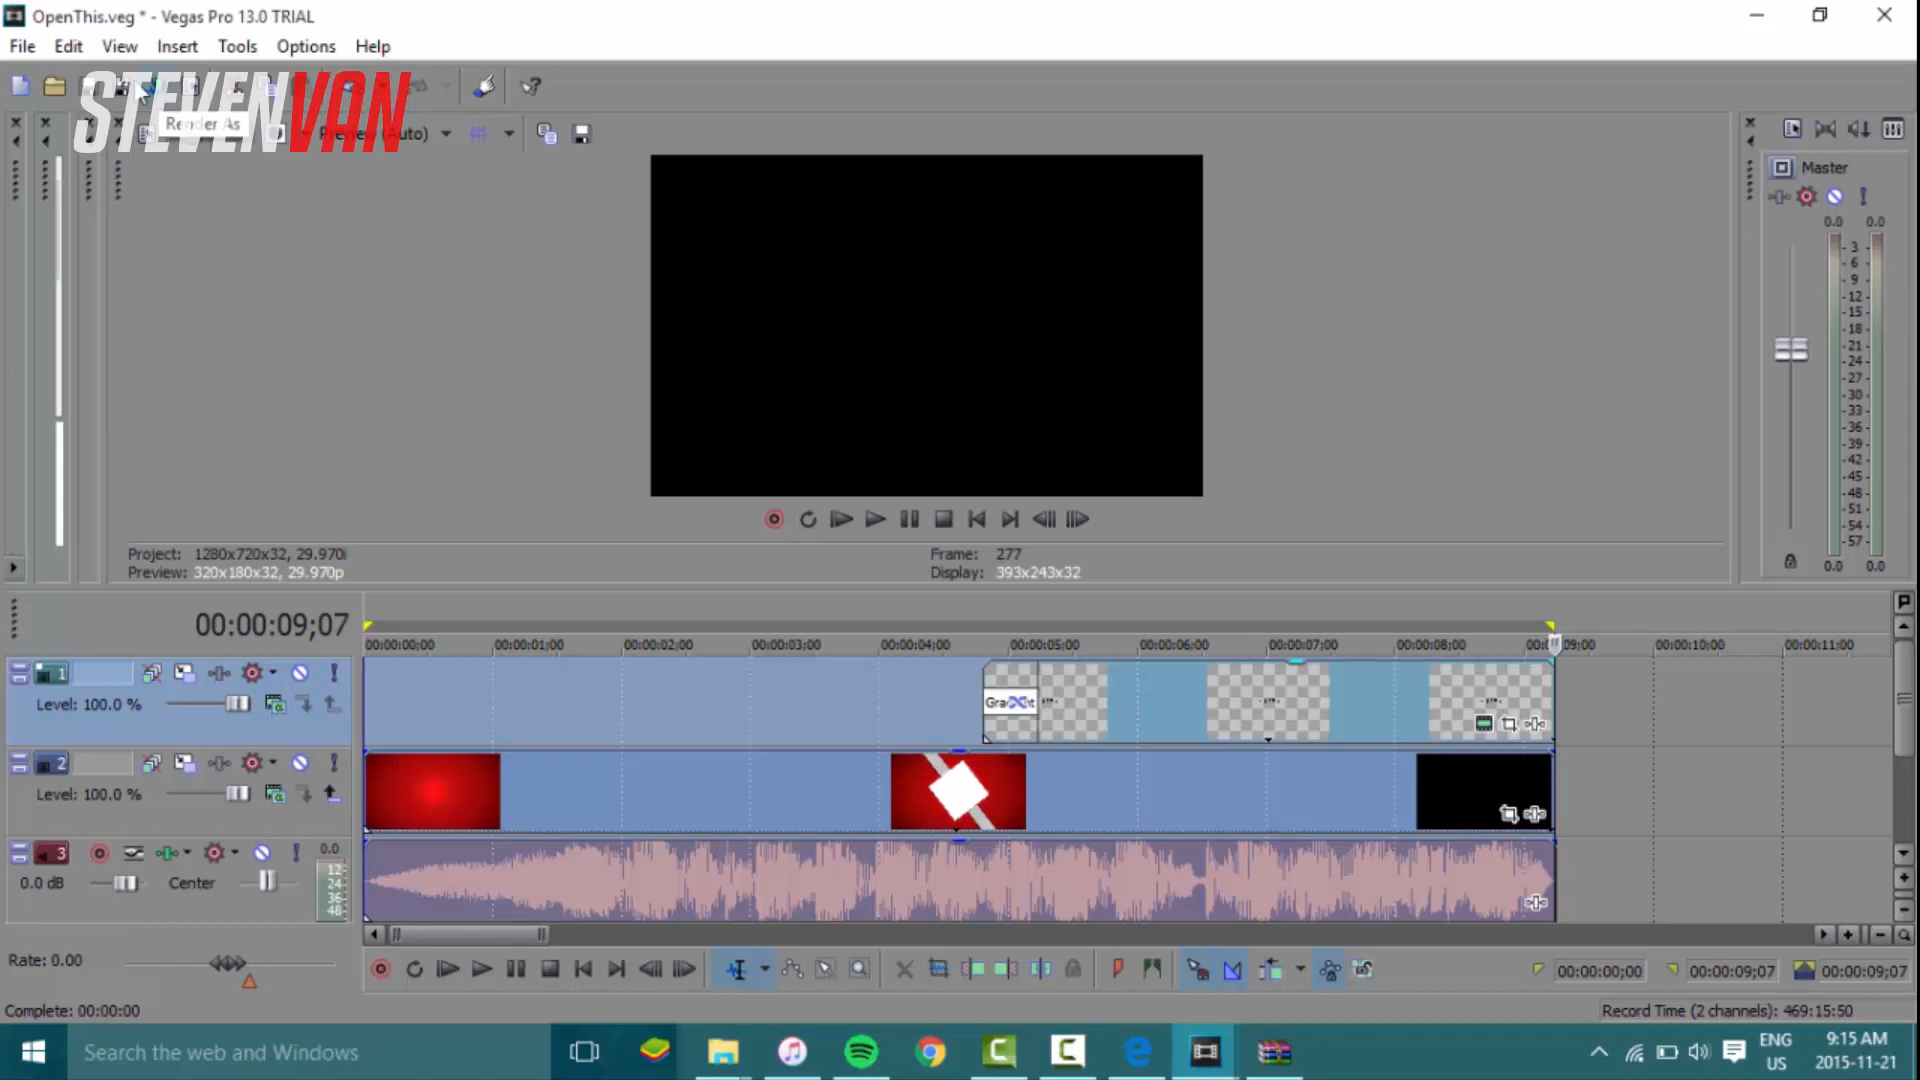 OpenThis.veg * - Vegas Pro 13.0 TRIAL
File Edit View Insert Tools Options Help
STEVENVAN
Render As
Preview (Auto)
Master
0.0 0.0
3
6
9
12
15
18
21
24
27
30
33
36
39
42
45
48
51
54
57
0.0 0.0
Project: 1280x720x32, 29.970i
Preview: 320x180x32, 29.970p
Frame: 277
Display: 393x243x32
00:00:09;07
00:00:00;00 00:00:01;00 00:00:02;00 00:00:03;00 00:00:04;00 00:00:05;00 00:00:06;00 00:00:07;00 00:00:08;00 09;00 00:00:10;00 00:00:11;00
1
Level: 100.0 %
2
Level: 100.0 %
3
0.0
12
24
36
48
0.0 dB
Center
Rate: 0.00
00:00:00;00 00:00:09;07 00:00:09;07
Complete: 00:00:00
Record Time (2 channels): 469:15:50
Search the web and Windows
ENG
US
9:15 AM
2015-11-21